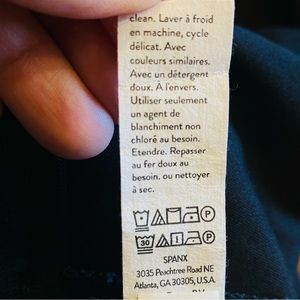 clean. Laver à froid
en machine, cycle
délicat. Avec
couleurs similaires.
Avec un détergent
doux. À l'envers.
Utiliser seulement
un agent de
blanchiment non
chloré au besoin.
Étendre. Repasser
au fer doux au
besoin. ou nettoyer
à sec.
P
30 P
SPANX
3035 Peachtree Road NE
Atlanta, GA 30305, U.S.A.